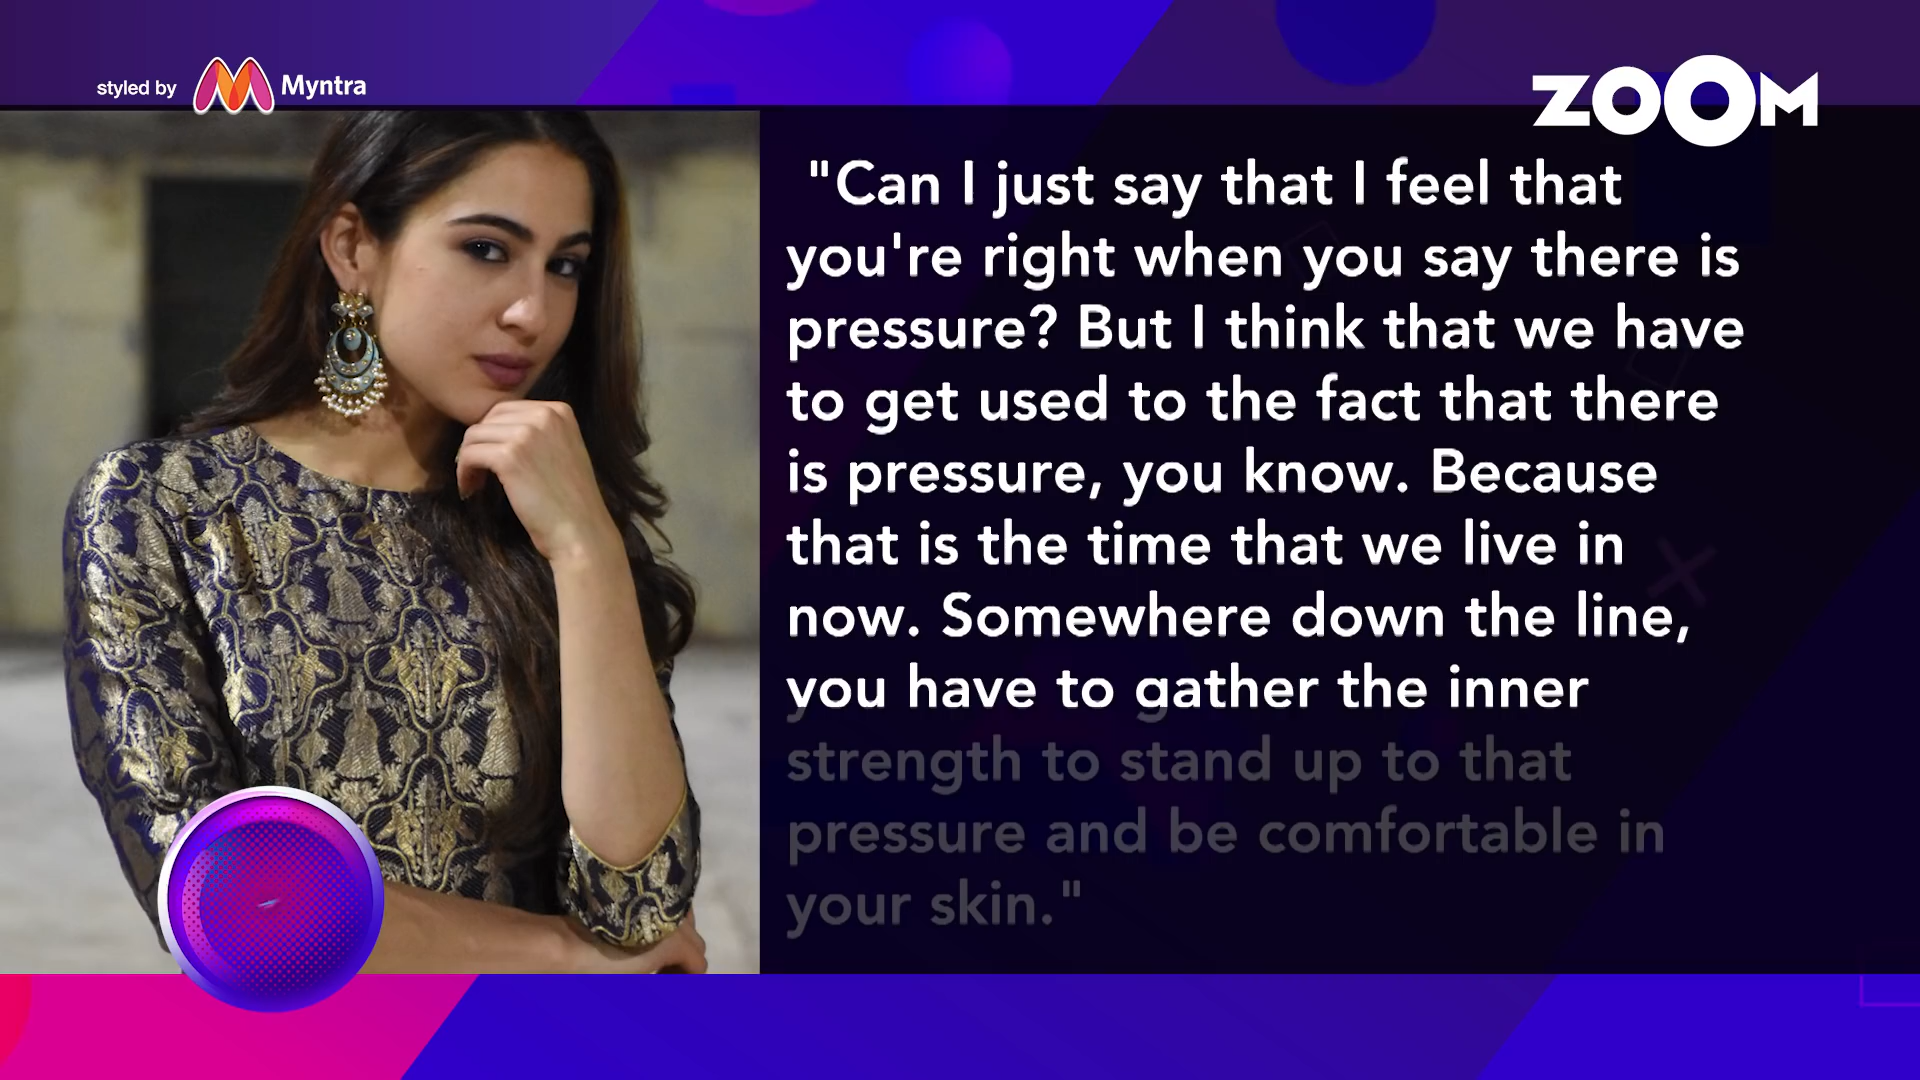 styled by Myntra
ZOOM
"Can I just say that I feel that
you're right when you say there is
pressure? But I think that we have
to get used to the fact that there
is pressure, you know. Because
that is the time that we live in
now. Somewhere down the line,
you have to gather the inner
strength to stand up to that
pressure and be comfortable in
your skin."